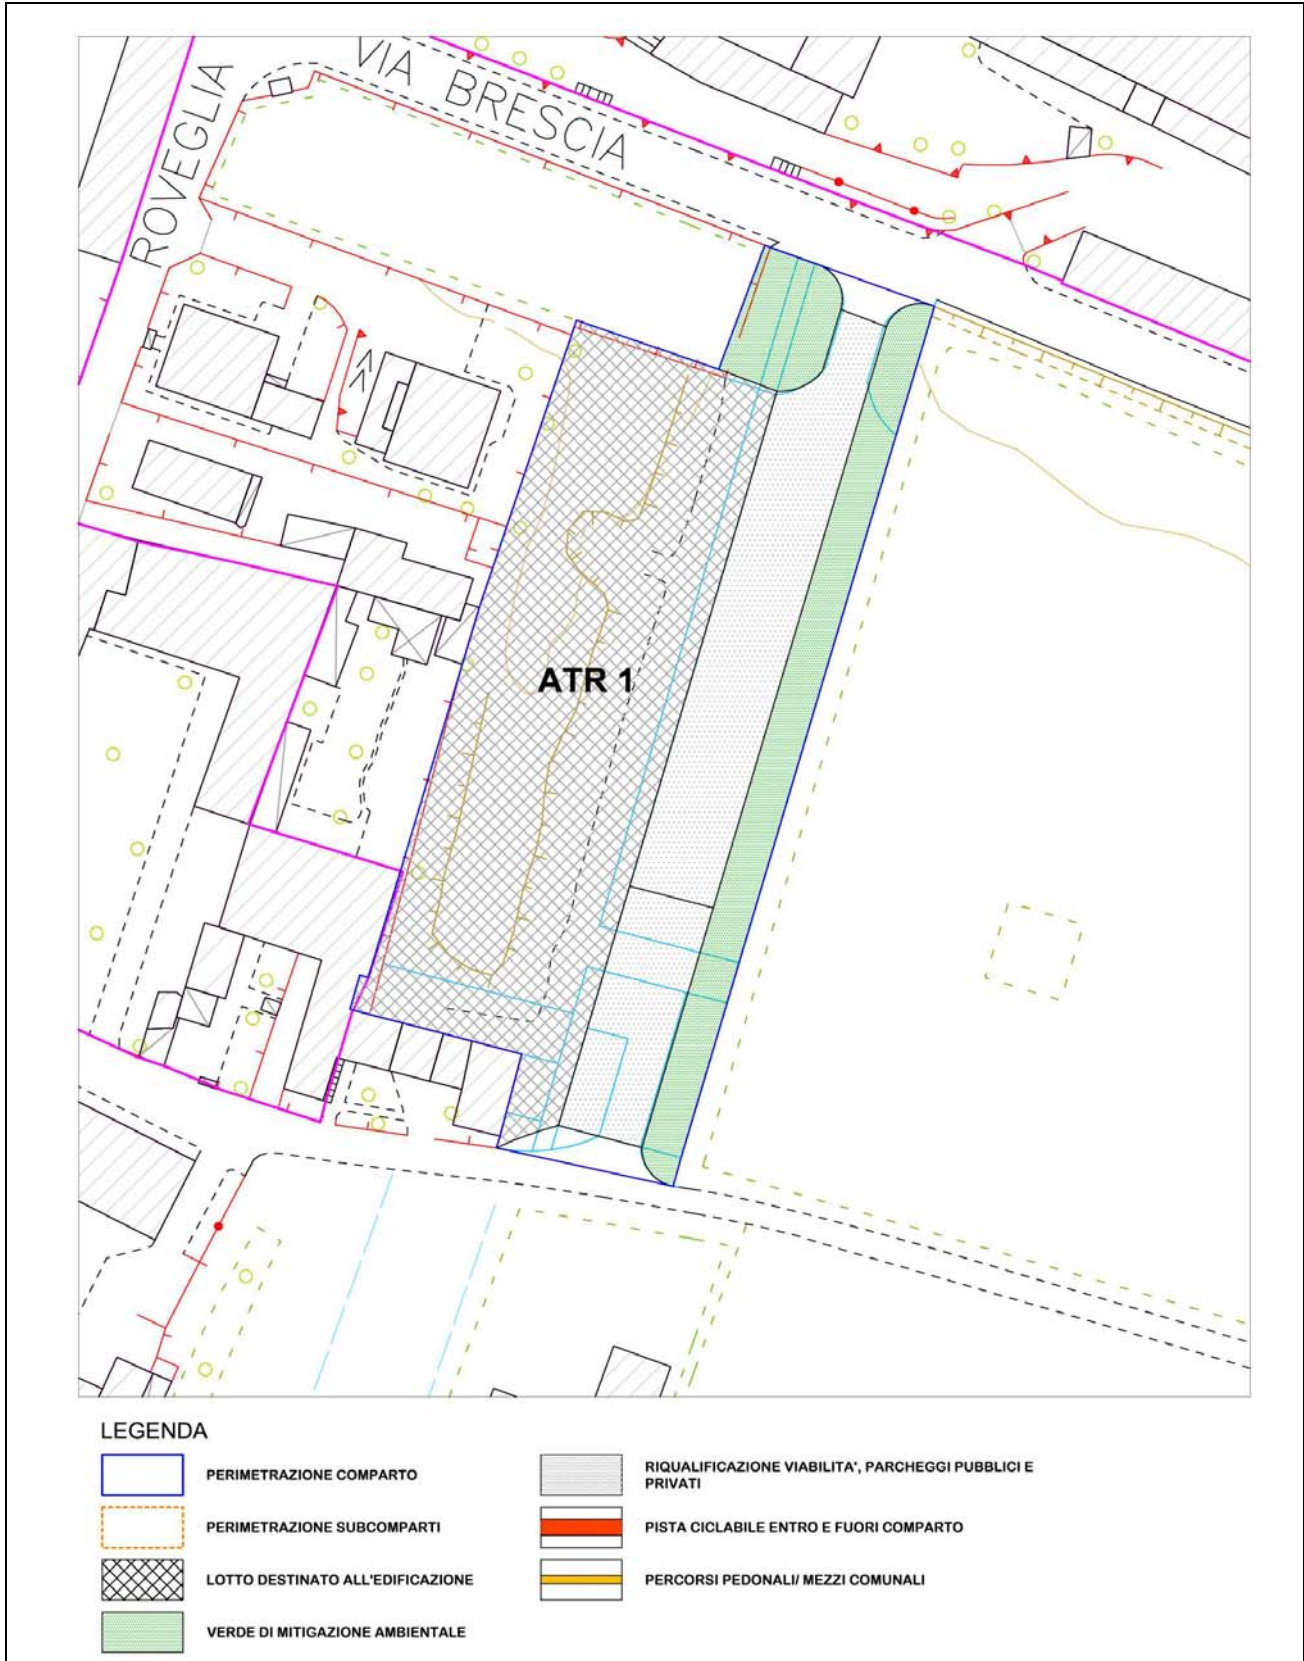 VIA BRESCIA
ROVEGLIA
ATR 1
LEGENDA
PERIMETRAZIONE COMPARTO
PERIMETRAZIONE SUBCOMPARTI
LOTTO DESTINATO ALL'EDIFICAZIONE
VERDE DI MITIGAZIONE AMBIENTALE
RIQUALIFICAZIONE VIABILITA', PARCHEGGI PUBBLICI E
PRIVATI
PISTA CICLABILE ENTRO E FUORI COMPARTO
PERCORSI PEDONALI/ MEZZI COMUNALI